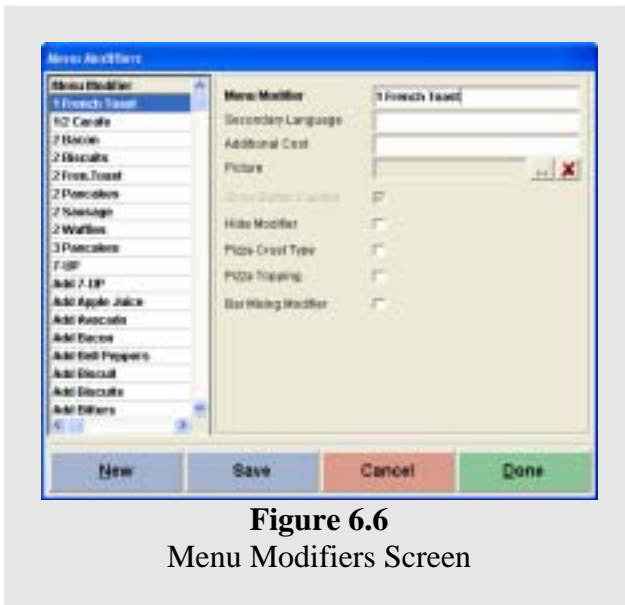 Menu Modifiers
Menu Modifier
1 French Toast
1/2 Carafe
2 Bacon
2 Biscuits
2 Fren.Toast
2 Pancakes
2 Sausage
2 Waffles
3 Pancakes
7-UP
Add 7-UP
Add Apple Juice
Add Avocado
Add Bacon
Add Bell Peppers
Add Biscuit
Add Biscuits
Add Bitters
Menu Modifier 1 French Toast
Secondary Language
Additional Cost
Picture ...
Show Button Caption
Hide Modifier
Pizza Crust Type
Pizza Topping
Bar Mixing Modifier
New Save Cancel Done
Figure 6.6
Menu Modifiers Screen